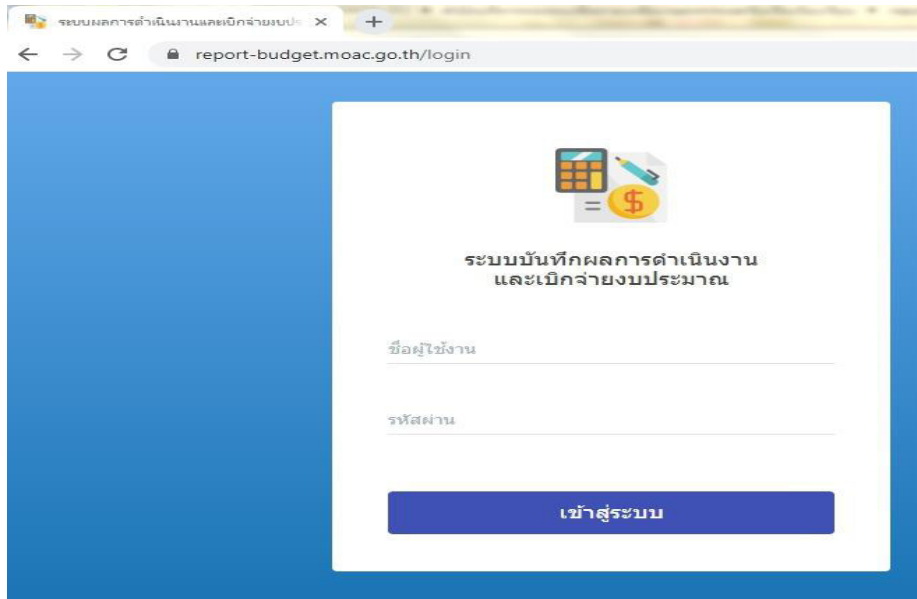 ระบบผลการดำเนินงานและเบิกจ่ายงบประ
report-budget.moac.go.th/login
$
ระบบบันทึกผลการดำเนินงาน
และเบิกจ่ายงบประมาณ
ชื่อผู้ใช้งาน
รหัสผ่าน
เข้าสู่ระบบ